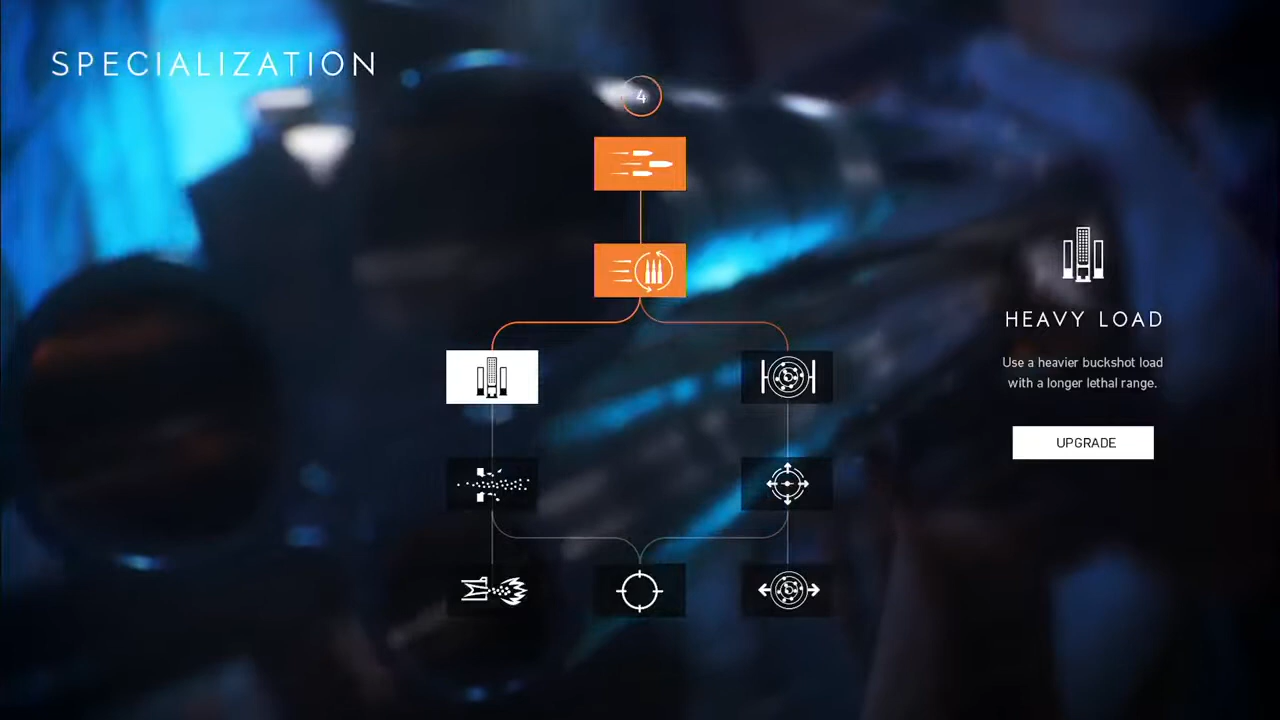 SPECIALIZATION
4
HEAVY LOAD
Use a heavier buckshot load
with a longer lethal range.
UPGRADE